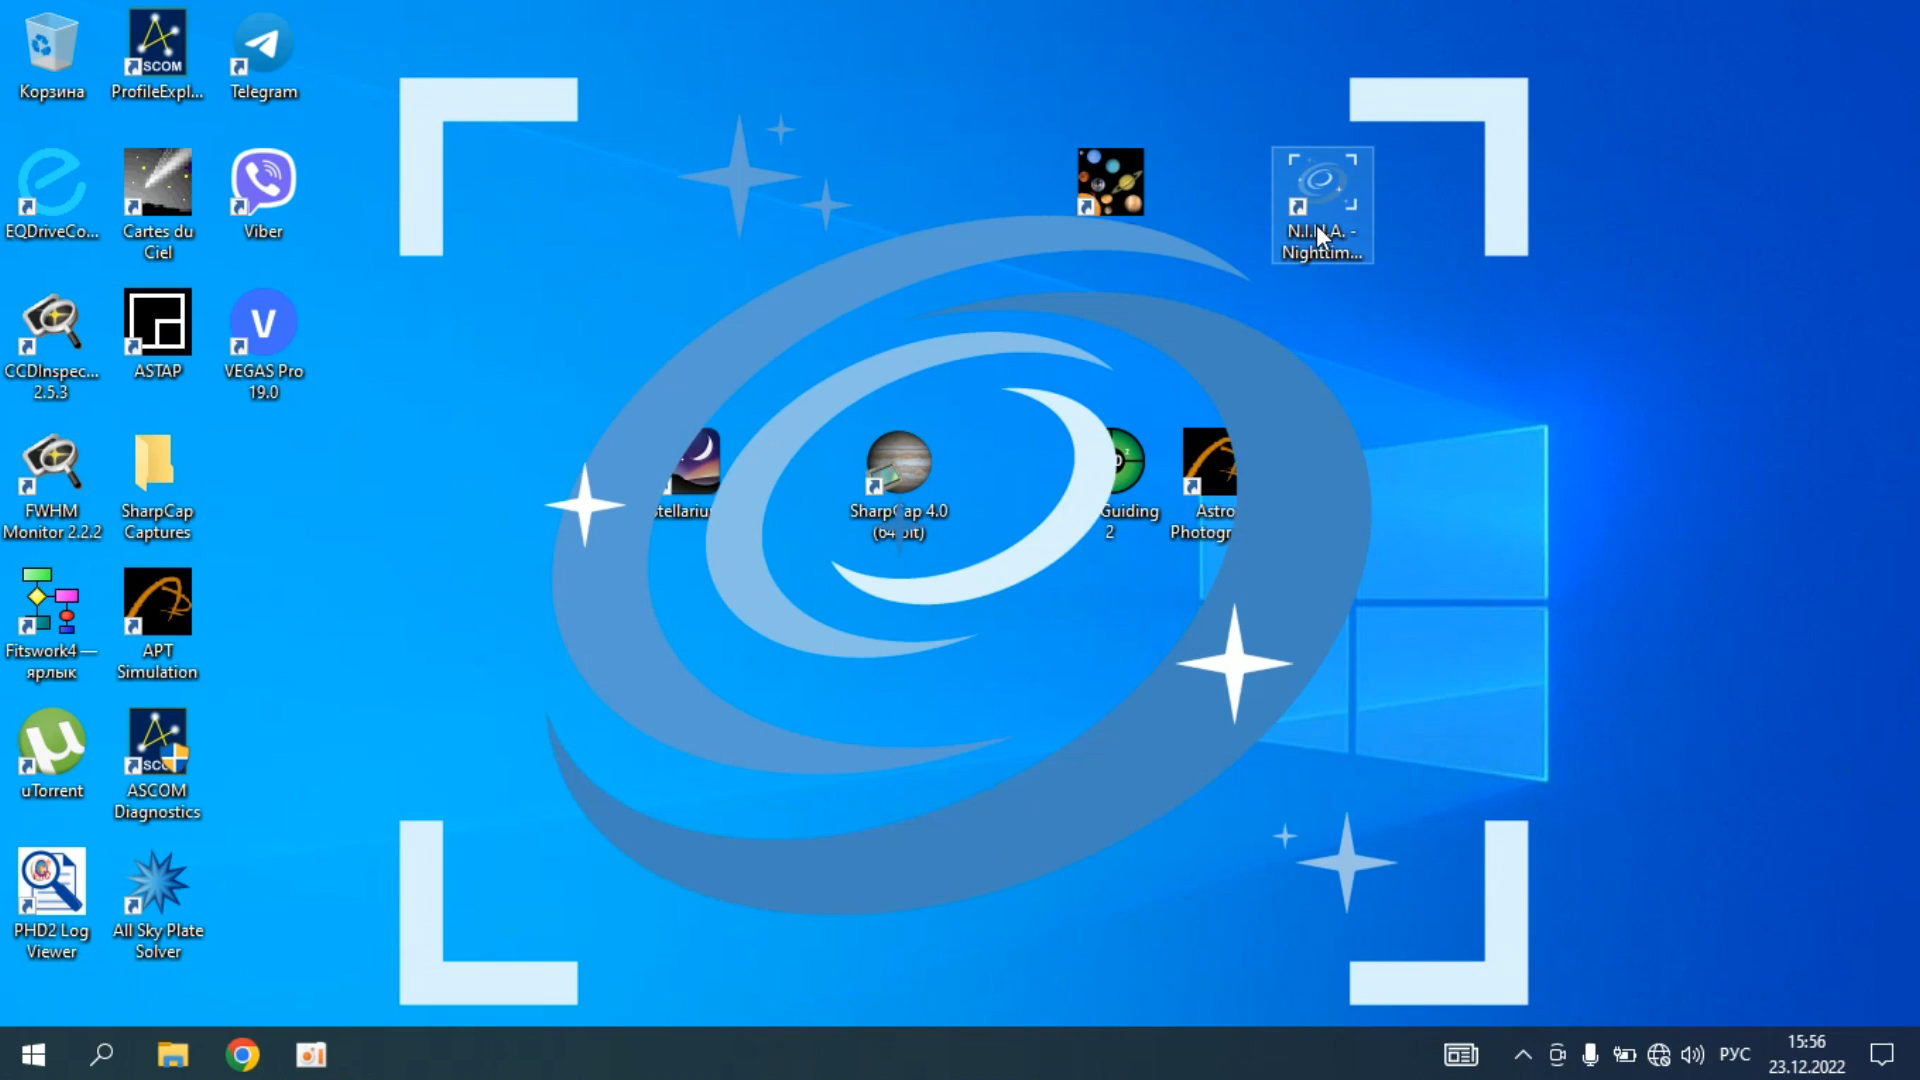 Корзина
ProfileExpl...
Telegram
EQDriveCo...
Cartes du
Ciel
Viber
N.I.N.A. -
Nighttim...
CCDInspec...
2.5.3
ASTAP
VEGAS Pro
19.0
FWHM
Monitor 2.2.2
SharpCap
Captures
SharpCap 4.0
(64 bit)
Guiding
2
Astro
Photogr
Fitswork4 —
ярлык
APT
Simulation
uTorrent
ASCOM
Diagnostics
PHD2 Log
Viewer
All Sky Plate
Solver
РУС
15:56
23.12.2022